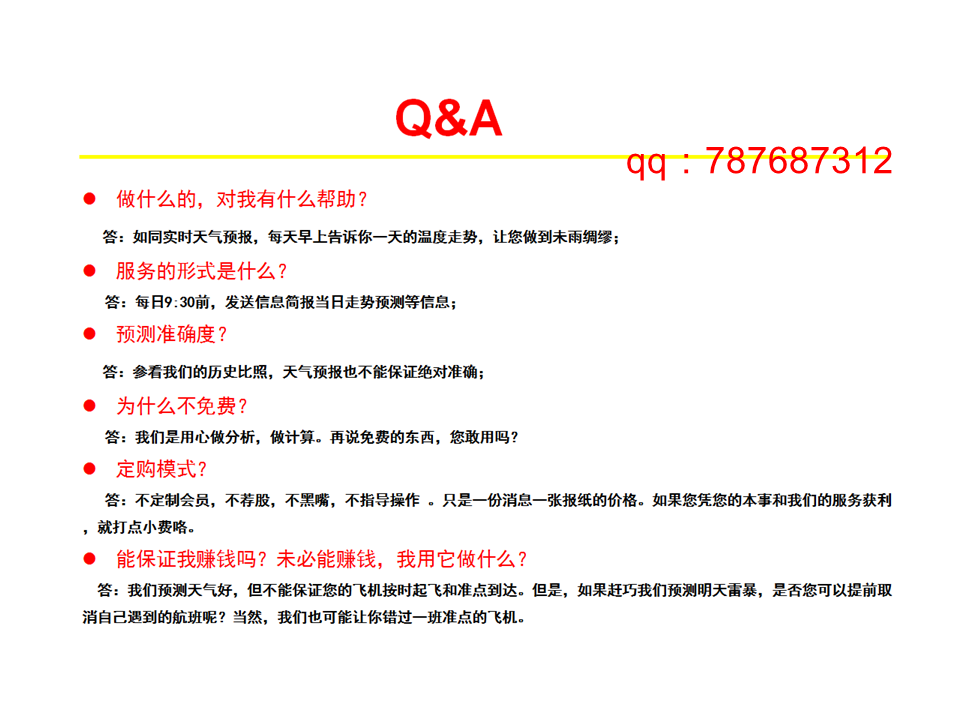 Q&A
qq：787687312
● 做什么的，对我有什么帮助？
答：如同实时天气预报，每天早上告诉你一天的温度走势，让您做到未雨绸缪；
● 服务的形式是什么？
答：每日9:30前，发送信息简报当日走势预测等信息；
● 预测准确度？
答：参看我们的历史比照，天气预报也不能保证绝对准确；
● 为什么不免费？
答：我们是用心做分析，做计算。再说免费的东西，您敢用吗？
● 定购模式？
答：不定制会员，不荐股，不黑嘴，不指导操作 。只是一份消息一张报纸的价格。如果您凭您的本事和我们的服务获利
，就打点小费咯。
● 能保证我赚钱吗？未必能赚钱，我用它做什么？
答：我们预测天气好，但不能保证您的飞机按时起飞和准点到达。但是，如果赶巧我们预测明天雷暴，是否您可以提前取
消自己遇到的航班呢？当然，我们也可能让你错过一班准点的飞机。